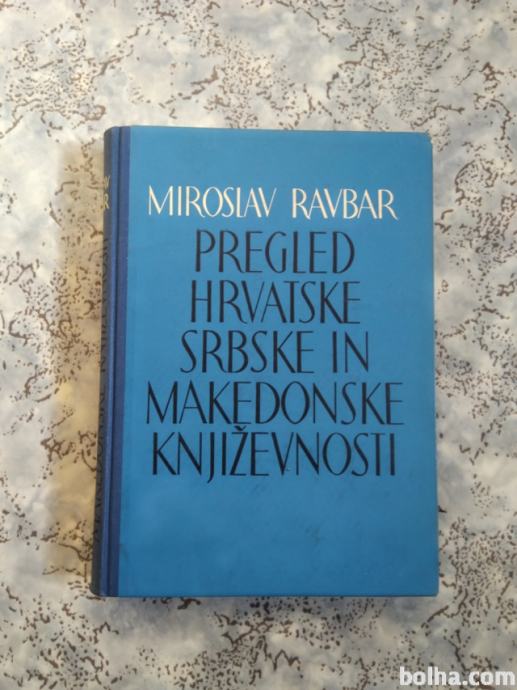 MIROSLAV RAVBAR
PREGLED
HRVATSKE
SRBSKE IN
MAKEDONSKE
KNJIŽEVNOSTI
bolha.com